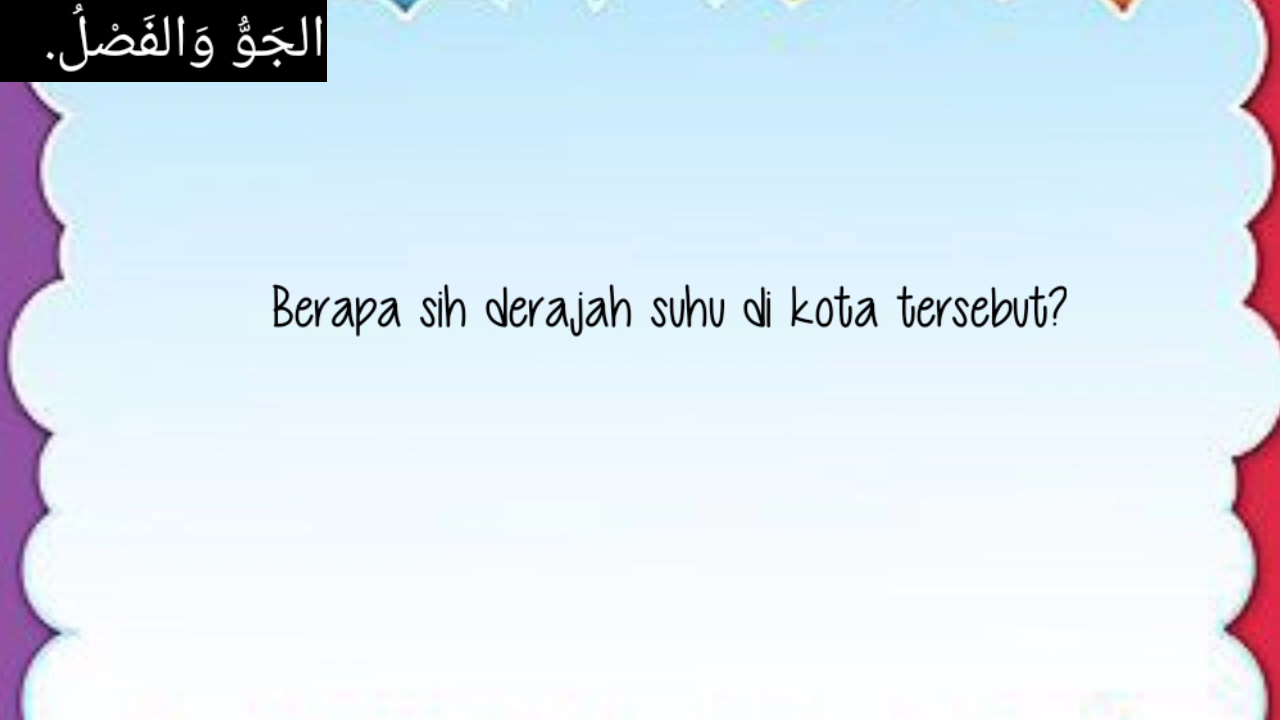 الجَوُّ وَالفَصْلُ.
Berapa sih derajah suhu di kota tersebut?